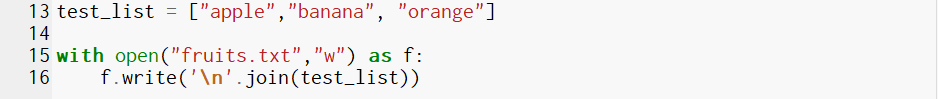 13 test_list = ["apple","banana", "orange"]
14
15 with open("fruits.txt","w") as f:
16     f.write('\n'.join(test_list))